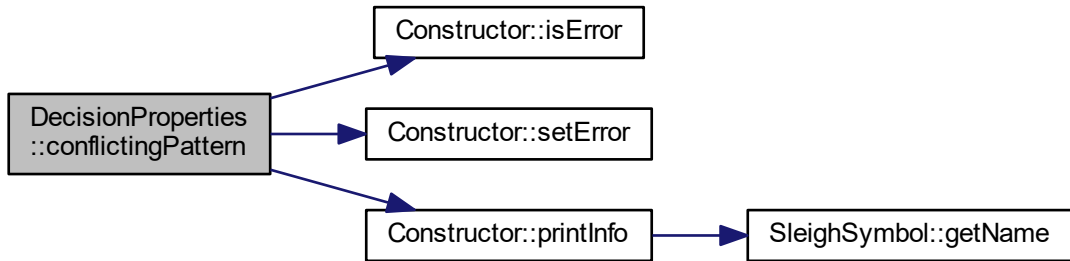 Constructor::isError
DecisionProperties
::conflictingPattern
Constructor::setError
Constructor::printInfo
SleighSymbol::getName